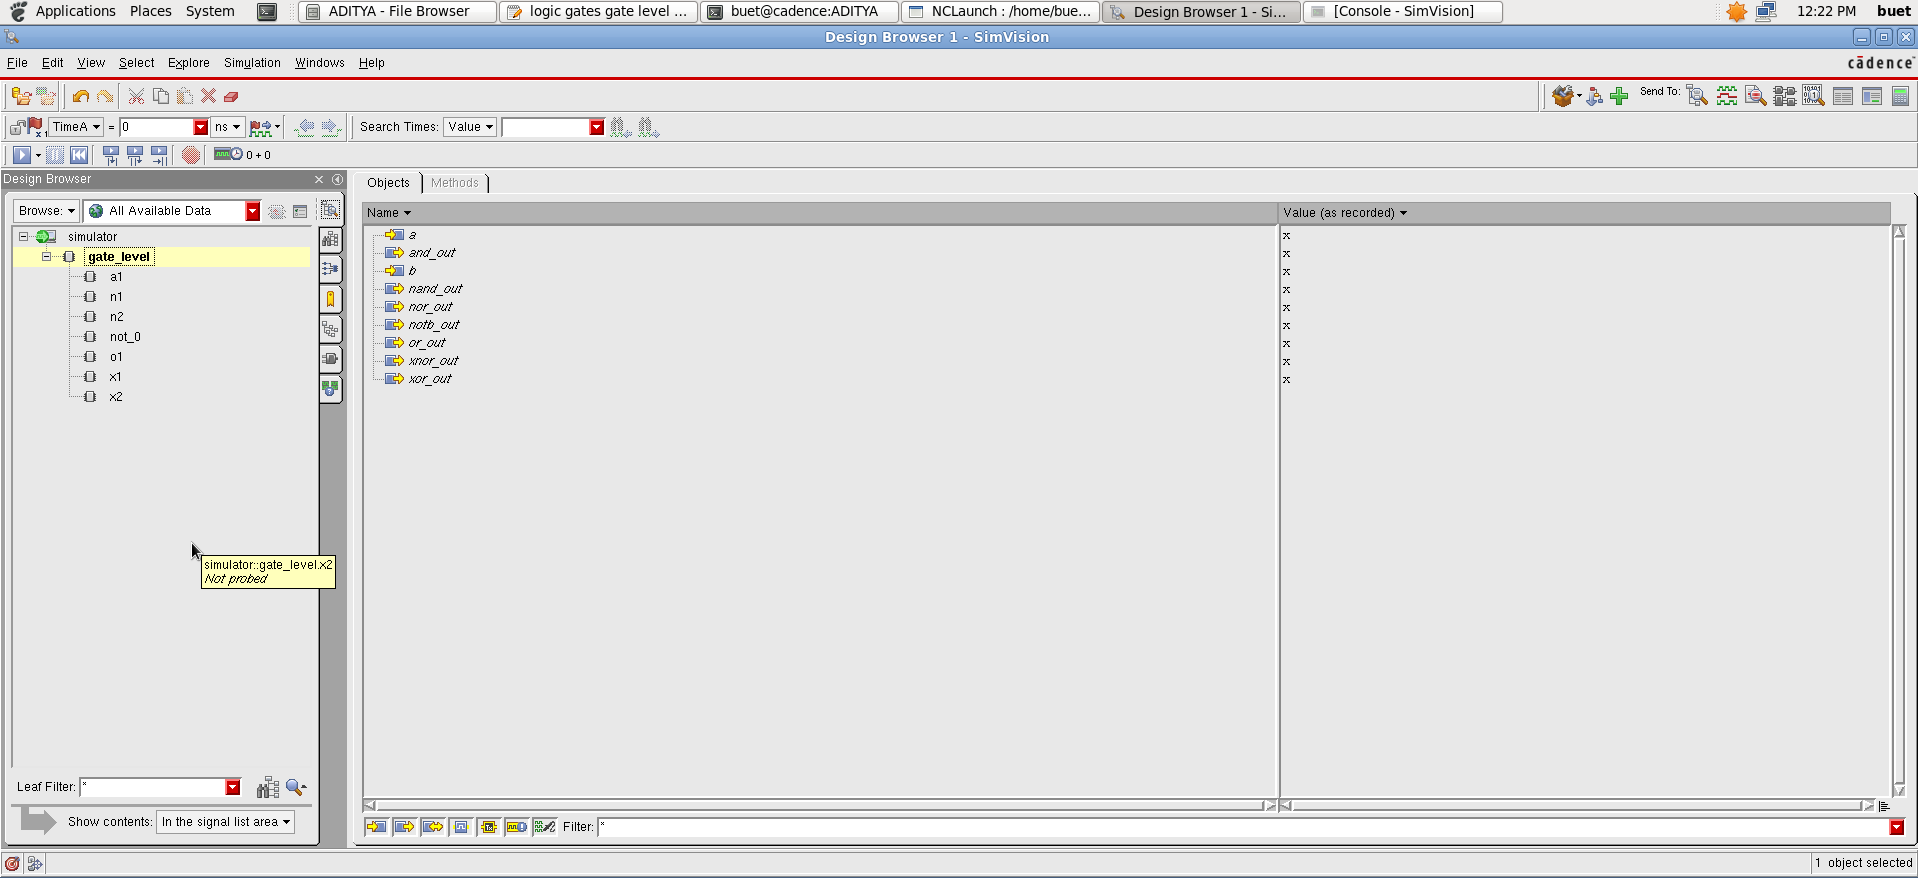 Applications Places System ADITYA - File Browser logic gates gate level ... buet@cadence:ADITYA NCLaunch : /home/bue... Design Browser 1 - Si... [Console - SimVision] 12:22 PM buet
Design Browser 1 - SimVision
File Edit View Select Explore Simulation Windows Help cādence
Send To:
TimeA = 0 ns Search Times: Value
0 + 0
Design Browser
Objects Methods
Browse: All Available Data
Name Value (as recorded)
simulator
gate_level
a1
n1
n2
not_0
o1
x1
x2
a x
and_out x
b x
nand_out x
nor_out x
notb_out x
or_out x
xnor_out x
xor_out x
simulator::gate_level.x2
Not probed
Leaf Filter: *
Show contents: In the signal list area
Filter: *
1 object selected